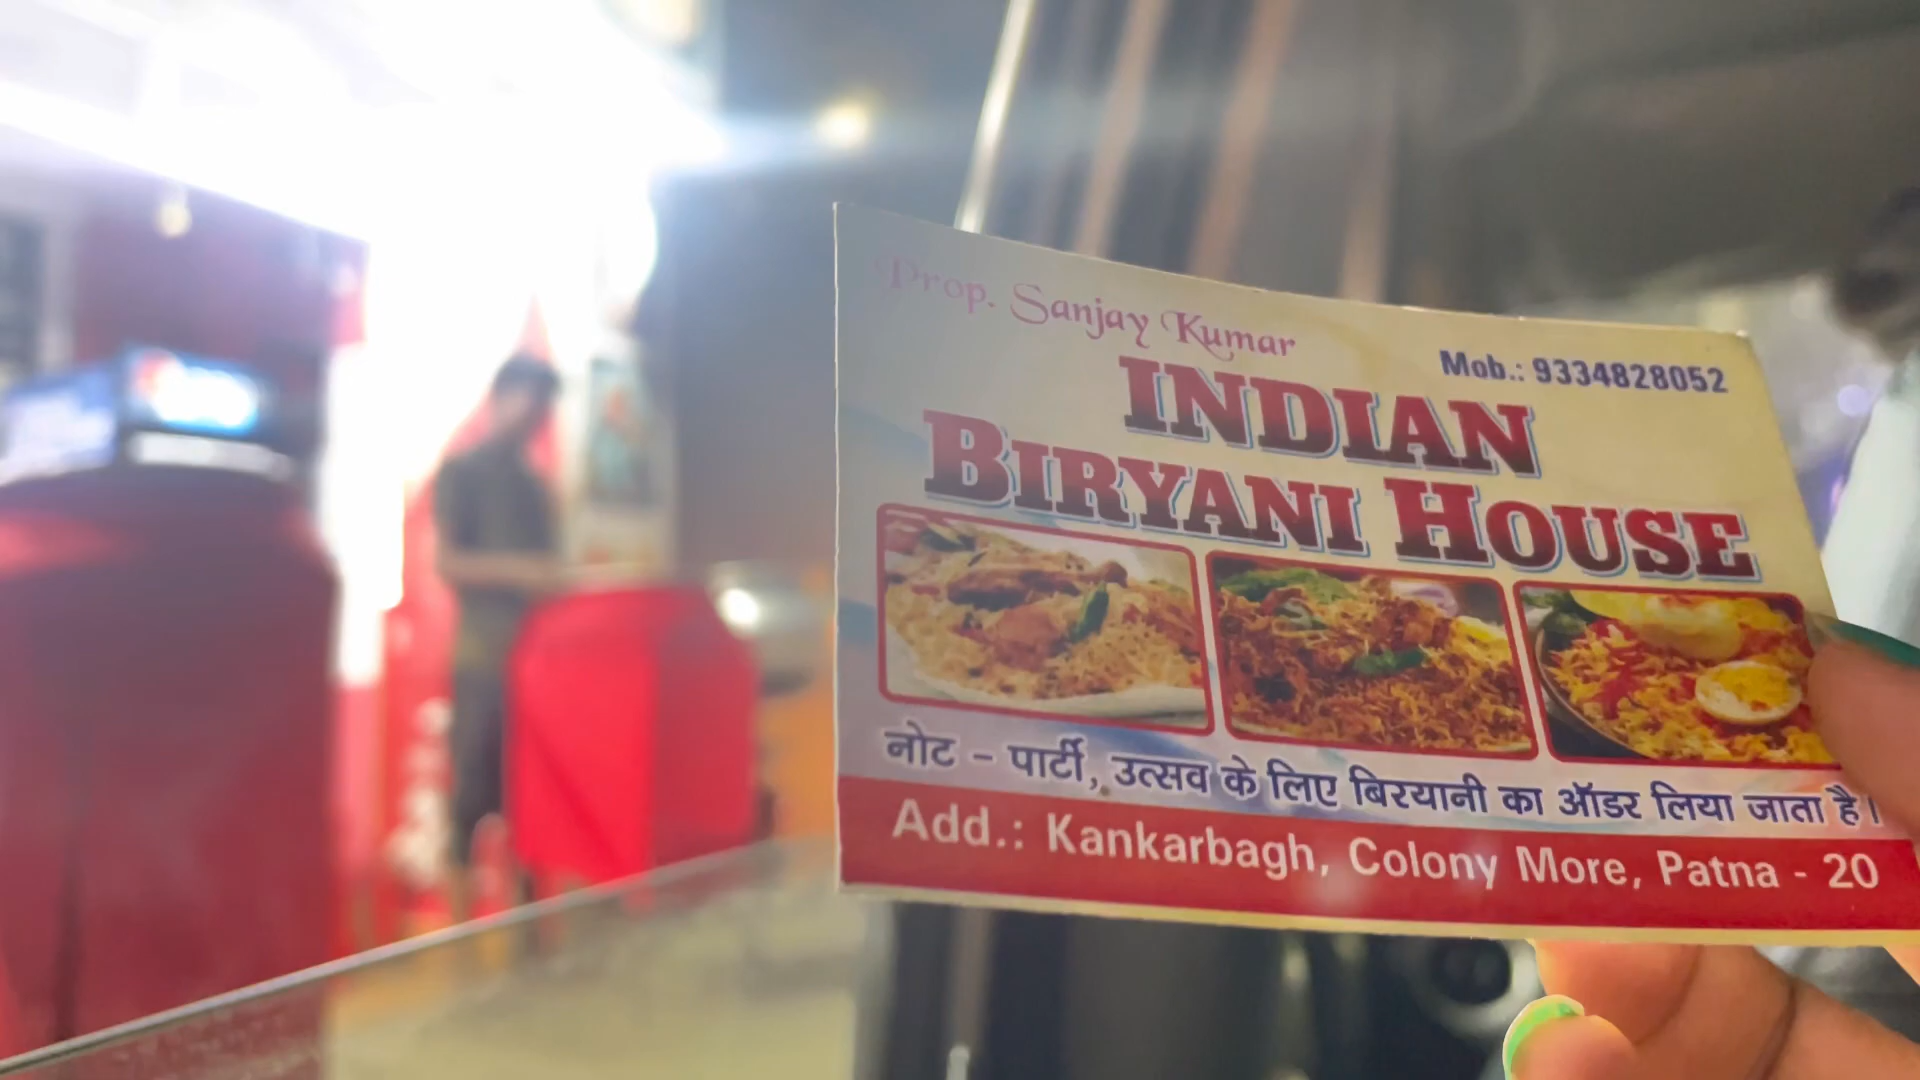 Prop. Sanjay Kumar
Mob.: 9334828052
INDIAN
BIRYANI HOUSE
नोट - पार्टी, उत्सव के लिए बिरयानी का ऑडर लिया जाता है।
Add.: Kankarbagh, Colony More, Patna - 20